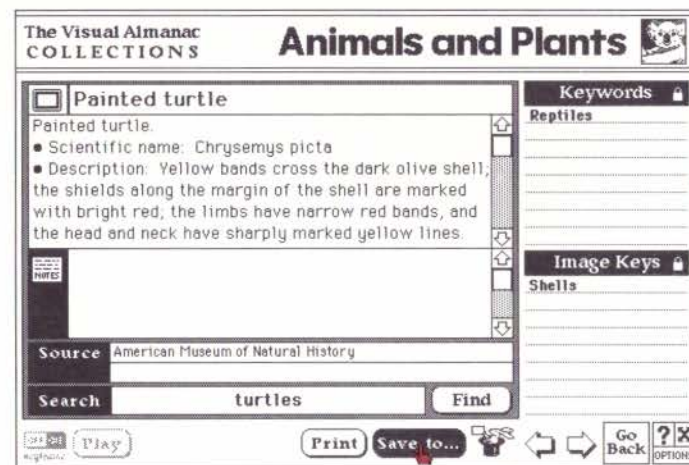 The Visual Almanac
COLLECTIONS
Animals and Plants
Painted turtle
Painted turtle.
• Scientific name: Chrysemys picta
• Description: Yellow bands cross the dark olive shell;
the shields along the margin of the shell are marked
with bright red; the limbs have narrow red bands, and
the head and neck have sharply marked yellow lines.
NOTES
Source American Museum of Natural History
Search turtles Find
Keywords
Reptiles
Image Keys
Shells
Play
Print
Save to...
Go
Back
? X
OPTION